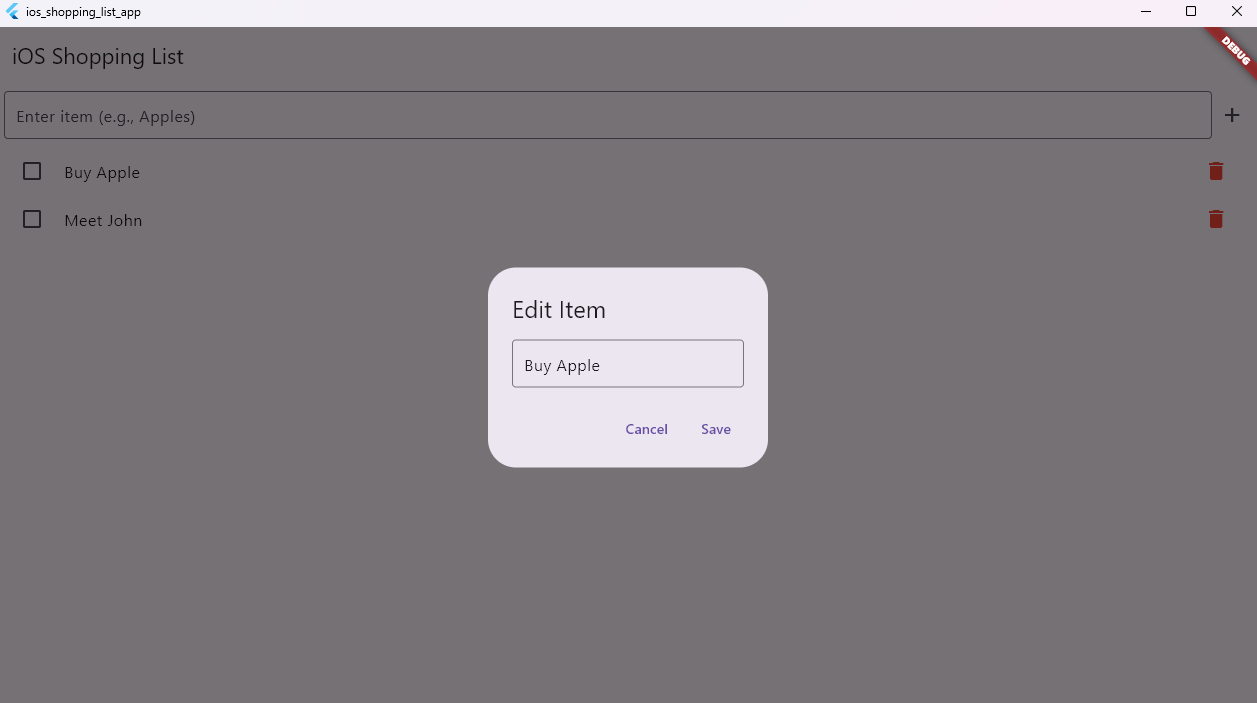 ios_shopping_list_app
iOS Shopping List
DEBUG
Enter item (e.g., Apples)
Buy Apple
Meet John
Edit Item
Buy Apple
Cancel Save